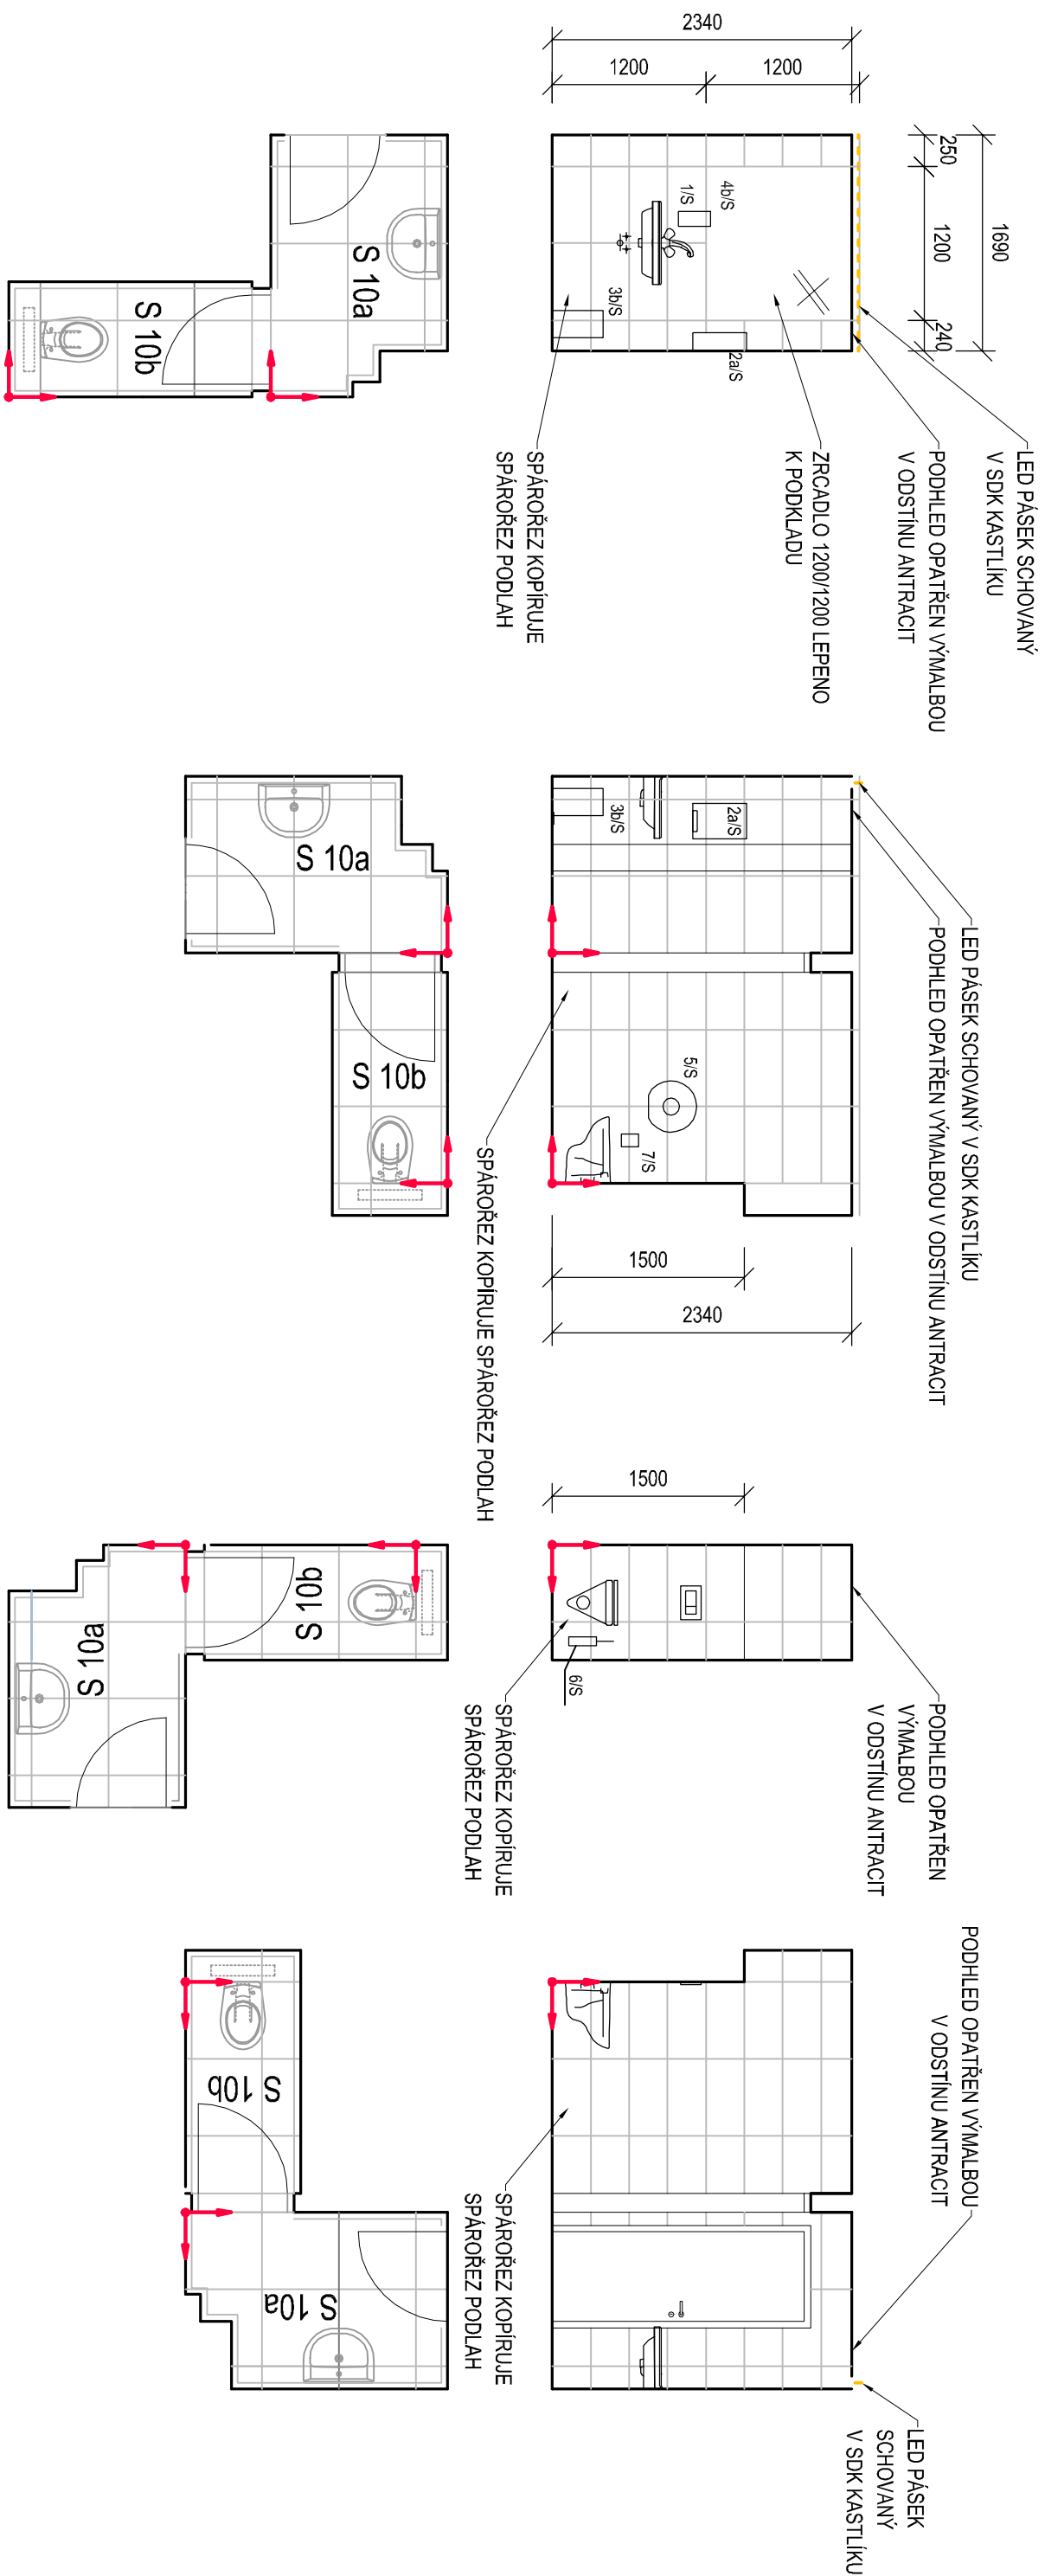 2340
1200
1200
250
1200
240
1690
4b/S
1/S
3b/S
2a/S
S 10a
S 10b
LED PÁSEK SCHOVANÝ
V SDK KASTLÍKU
PODHLED OPATŘEN VÝMALBOU
V ODSTÍNU ANTRACIT
ZRCADLO 1200/1200 LEPENO
K PODKLADU
SPÁROŘEZ KOPÍRUJE
SPÁROŘEZ PODLAH
LED PÁSEK SCHOVANÝ V SDK KASTLÍKU
PODHLED OPATŘEN VÝMALBOU V ODSTÍNU ANTRACIT
2a/S
3b/S
5/S
7/S
S 10a
S 10b
1500
2340
SPÁROŘEZ KOPÍRUJE SPÁROŘEZ PODLAH
1500
6/S
S 10b
S 10a
PODHLED OPATŘEN
VÝMALBOU
V ODSTÍNU ANTRACIT
SPÁROŘEZ KOPÍRUJE
SPÁROŘEZ PODLAH
PODHLED OPATŘEN VÝMALBOU
V ODSTÍNU ANTRACIT
S 10b
S 10a
SPÁROŘEZ KOPÍRUJE
SPÁROŘEZ PODLAH
LED PÁSEK
SCHOVANÝ
V SDK KASTLÍKU